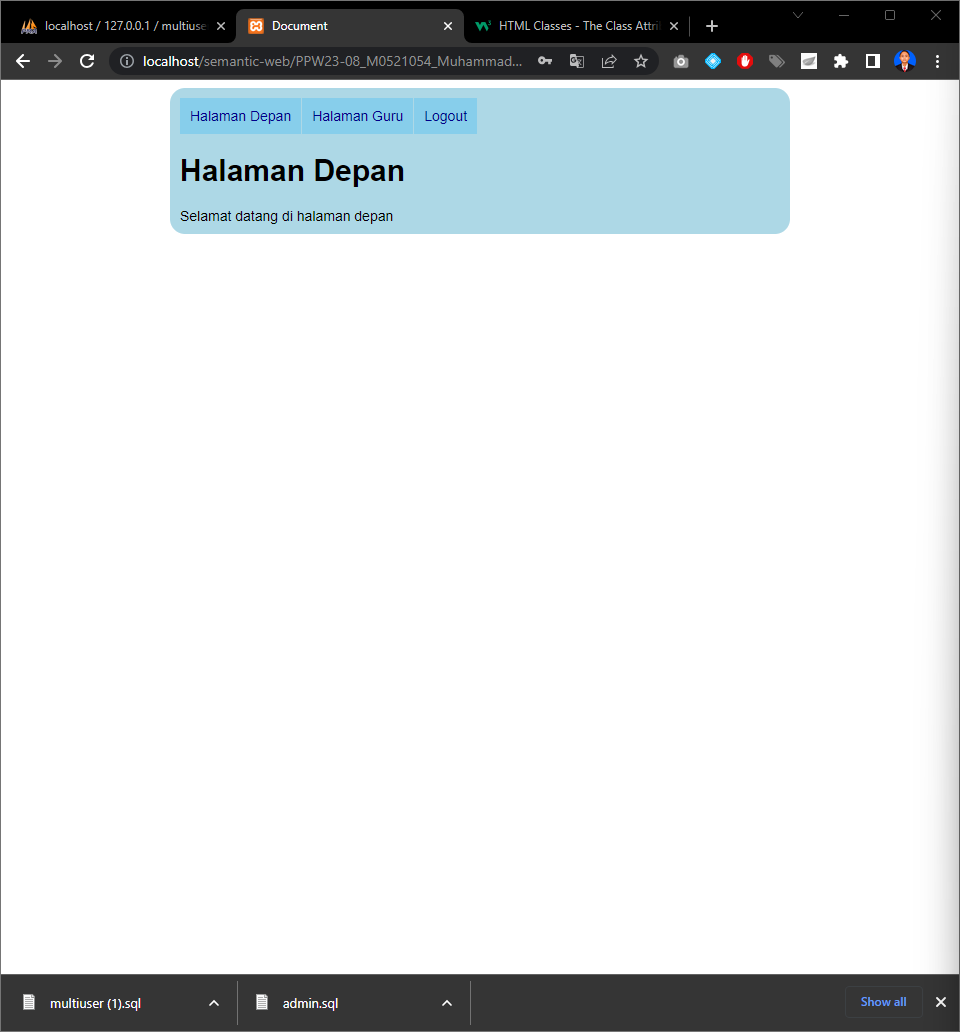 localhost / 127.0.0.1 / multiuse
Document
HTML Classes - The Class Attri
localhost/semantic-web/PPW23-08_M0521054_Muhammad...
Halaman Depan
Halaman Guru
Logout
Halaman Depan
Selamat datang di halaman depan
multiuser (1).sql
admin.sql
Show all